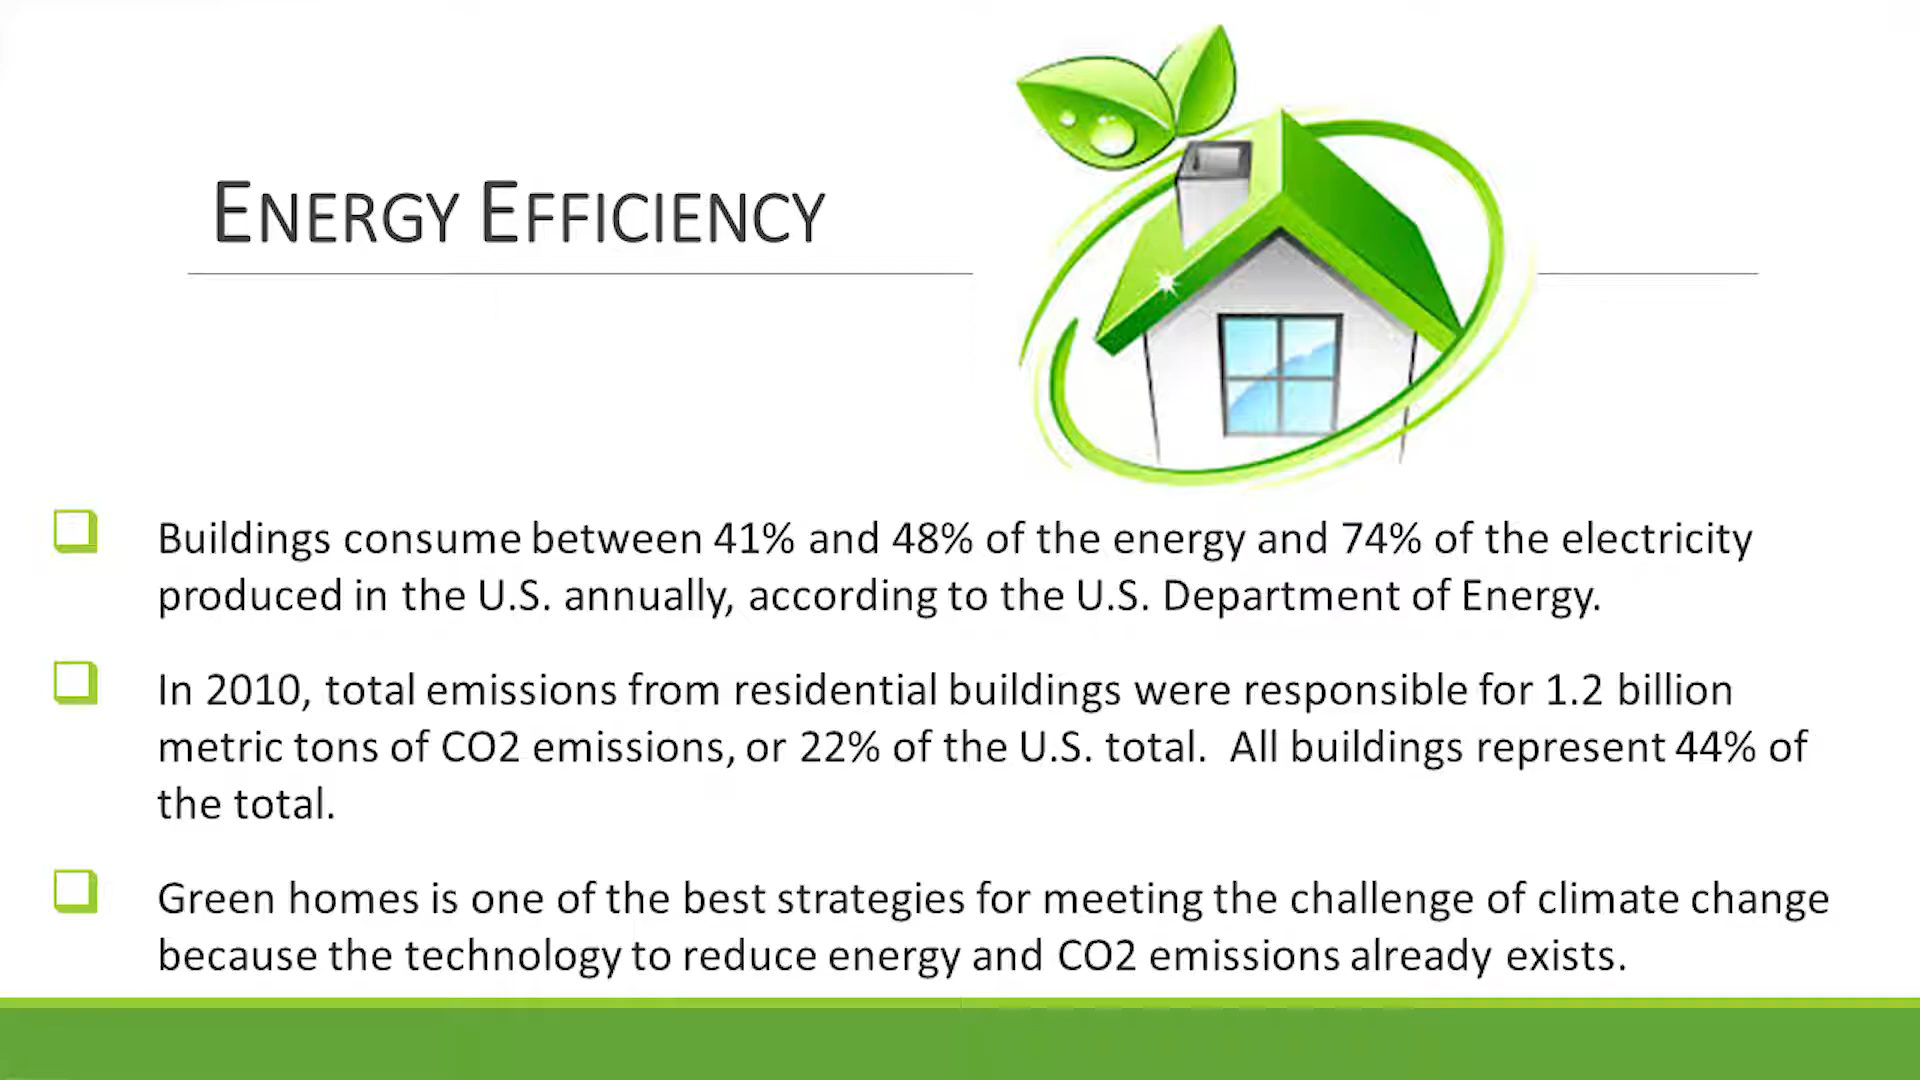 ENERGY EFFICIENCY
Buildings consume between 41% and 48% of the energy and 74% of the electricity
produced in the U.S. annually, according to the U.S. Department of Energy.
In 2010, total emissions from residential buildings were responsible for 1.2 billion
metric tons of CO2 emissions, or 22% of the U.S. total.  All buildings represent 44% of
the total.
Green homes is one of the best strategies for meeting the challenge of climate change
because the technology to reduce energy and CO2 emissions already exists.